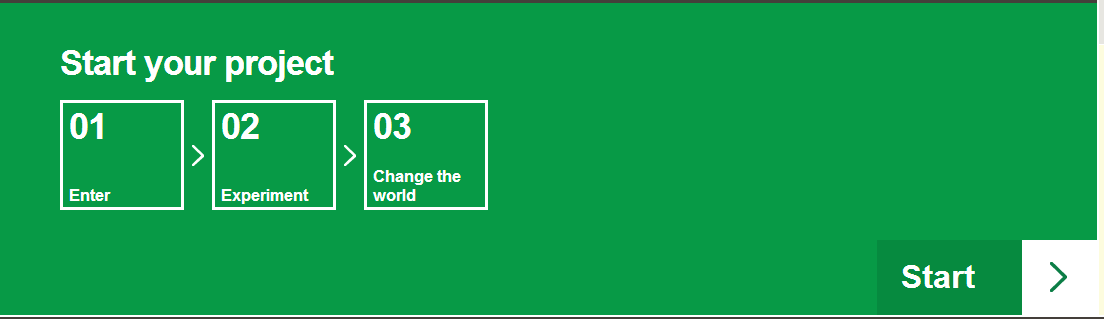 Start your project
01
Enter
02
Experiment
03
Change the
world
Start